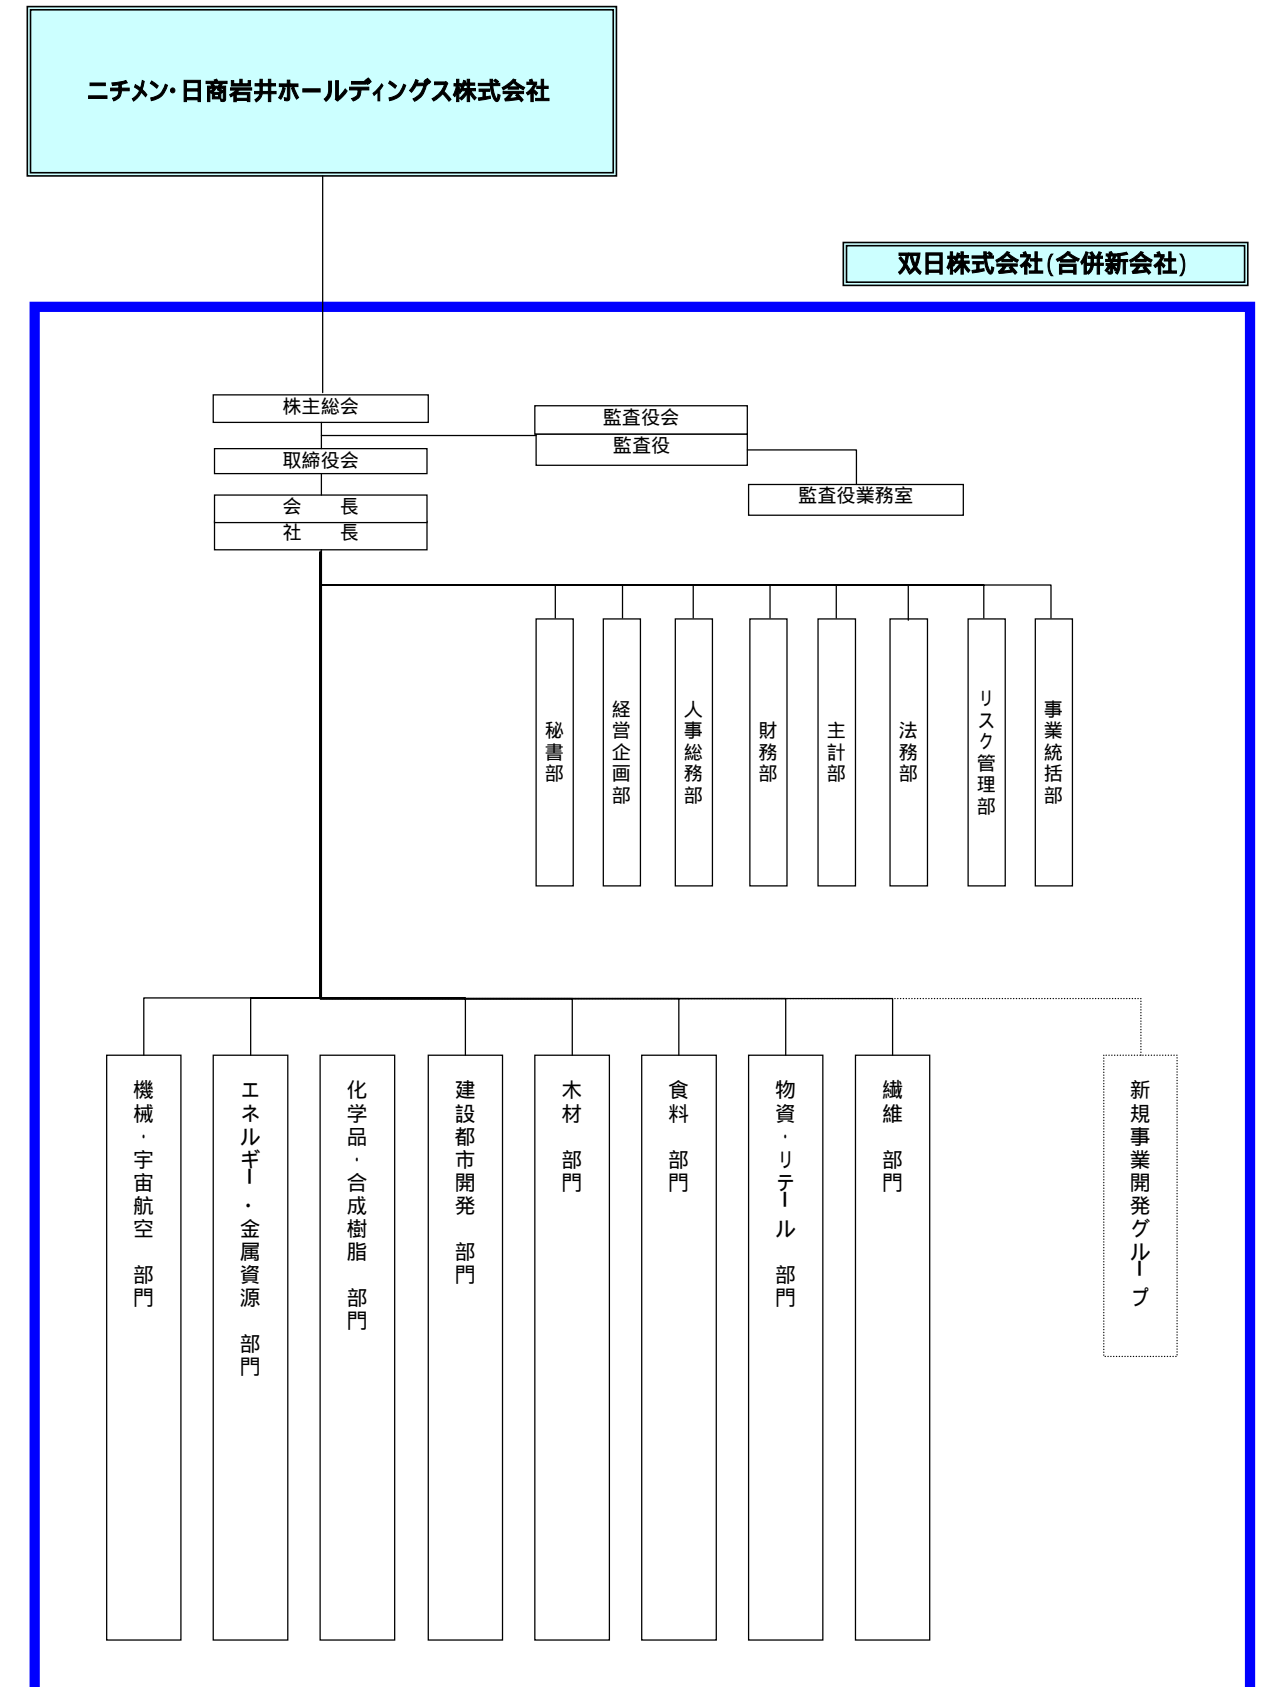 ニチメン・日商岩井ホールディングス株式会社
双日株式会社(合併新会社)
株主総会
監査役会
監査役
取締役会
監査役業務室
会　長
社　長
秘書部
経営企画部
人事総務部
財務部
主計部
法務部
リスク管理部
事業統括部
機械・宇宙航空　部門
エネルギー・金属資源　部門
化学品・合成樹脂　部門
建設都市開発　部門
木材　部門
食料　部門
物資・リテール　部門
繊維　部門
新規事業開発グループ